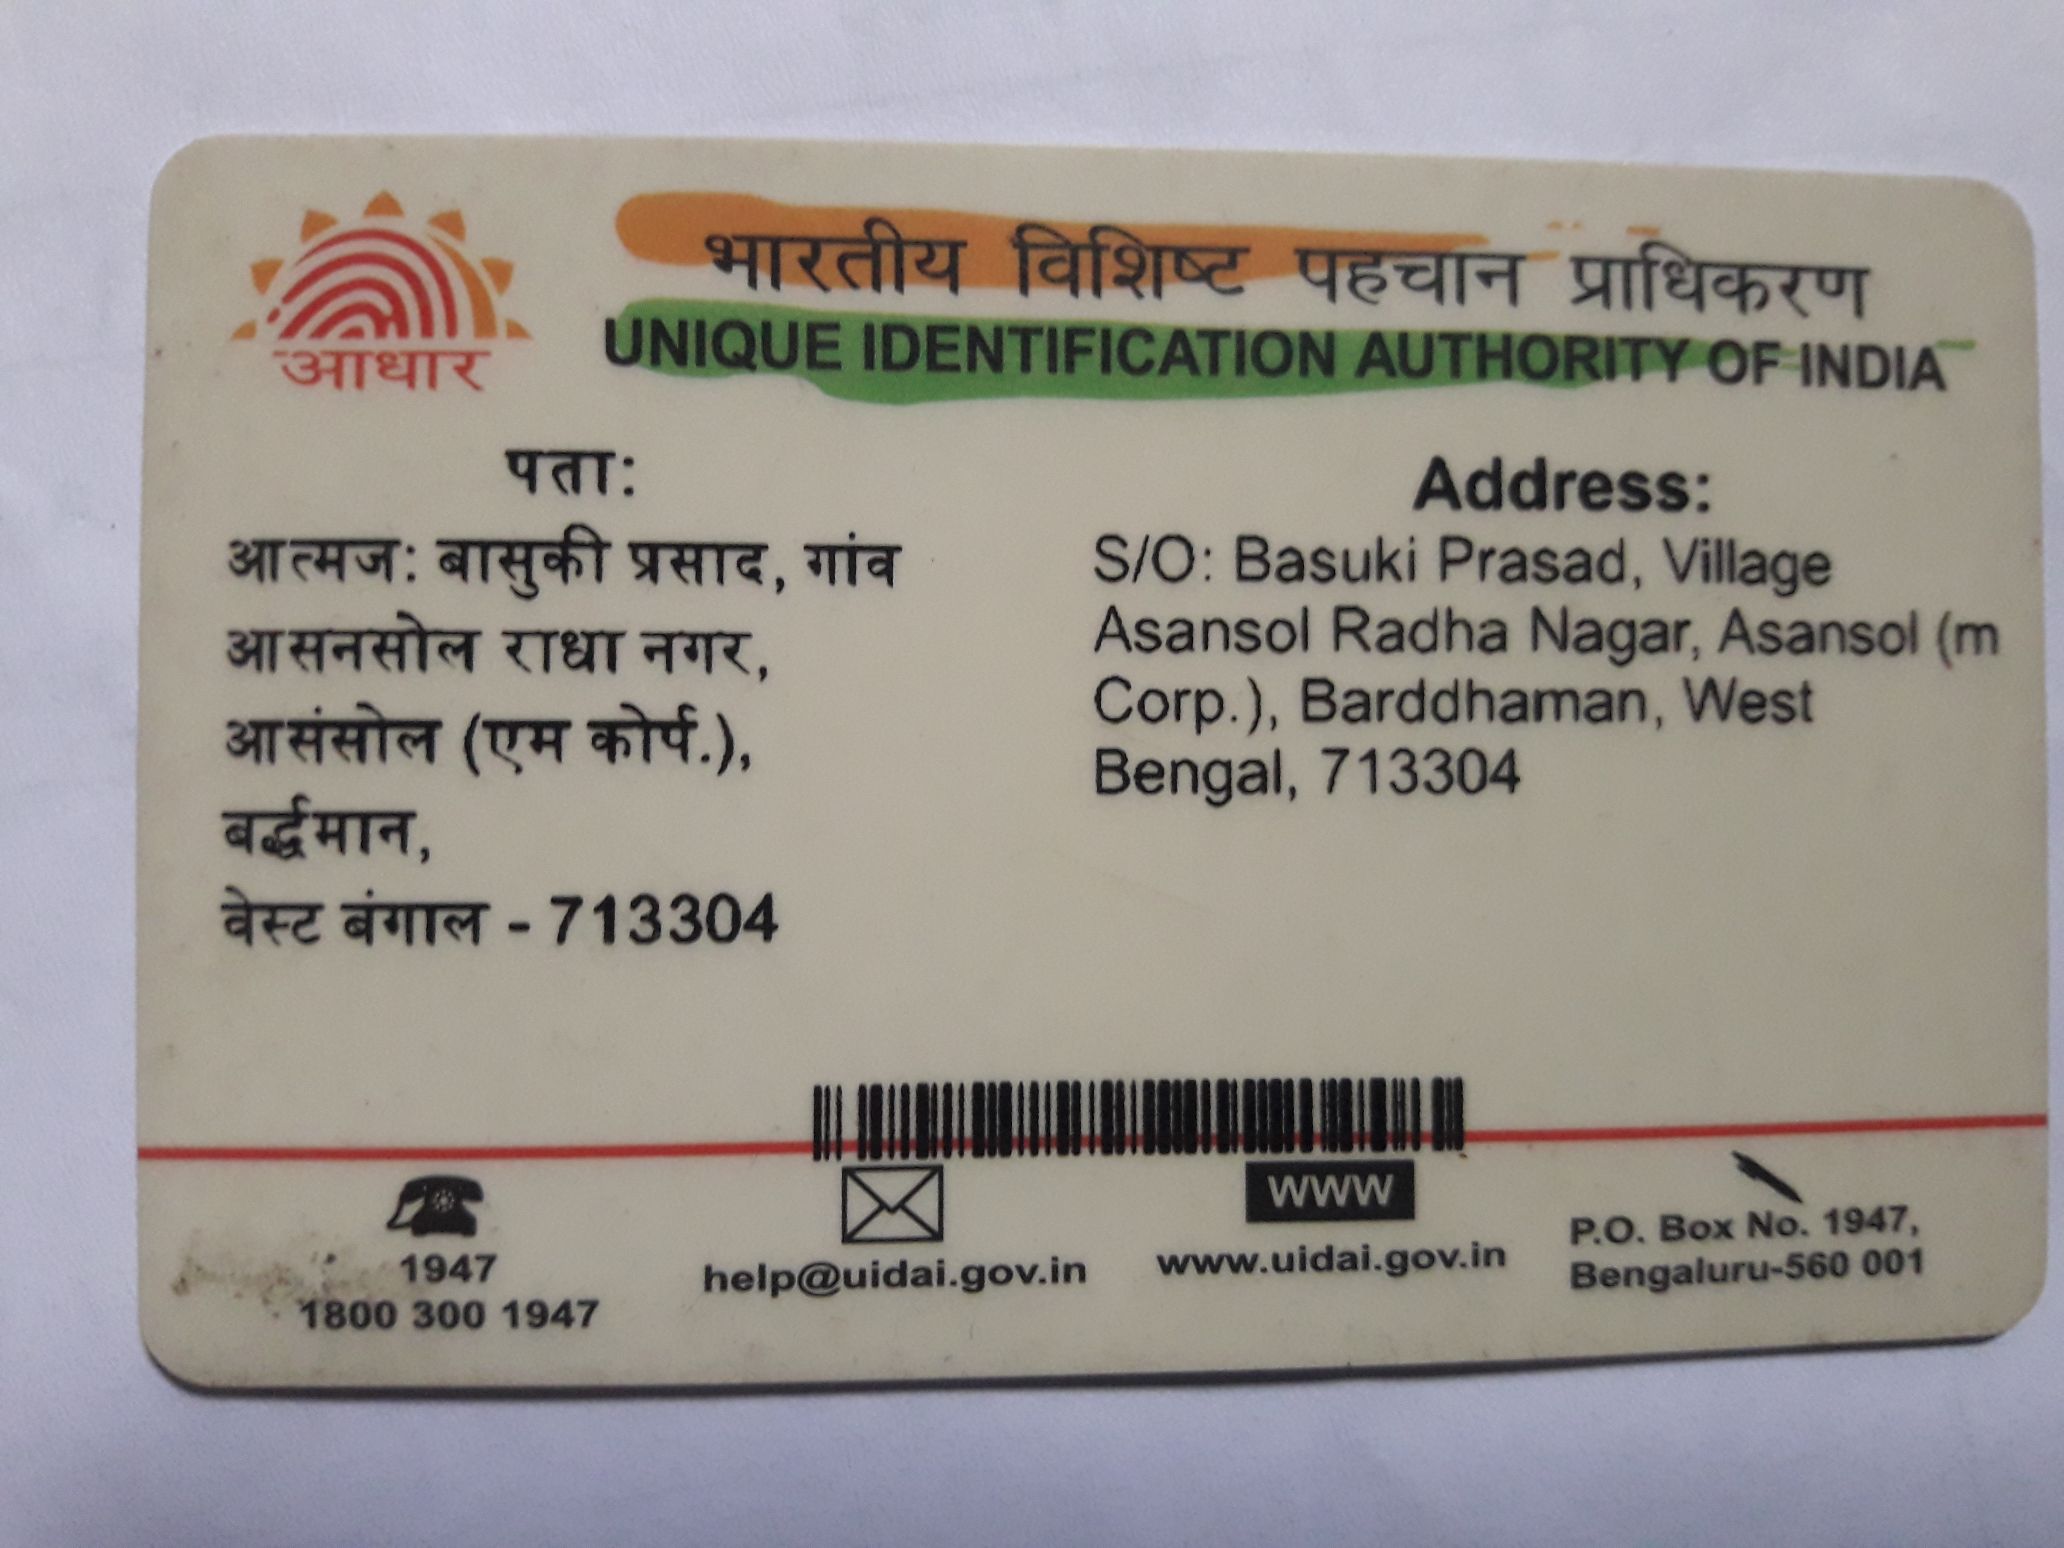 आधार
भारतीय विशिष्ट पहचान प्राधिकरण
UNIQUE IDENTIFICATION AUTHORITY OF INDIA
पता:
आत्मज: बासुकी प्रसाद, गांव
आसनसोल राधा नगर,
आसंसोल (एम कोर्प.),
बर्द्धमान,
वेस्ट बंगाल - 713304
Address:
S/O: Basuki Prasad, Village
Asansol Radha Nagar, Asansol (m
Corp.), Barddhaman, West
Bengal, 713304
1947
1800 300 1947
help@uidai.gov.in
WWW
www.uidai.gov.in
P.O. Box No. 1947,
Bengaluru-560 001